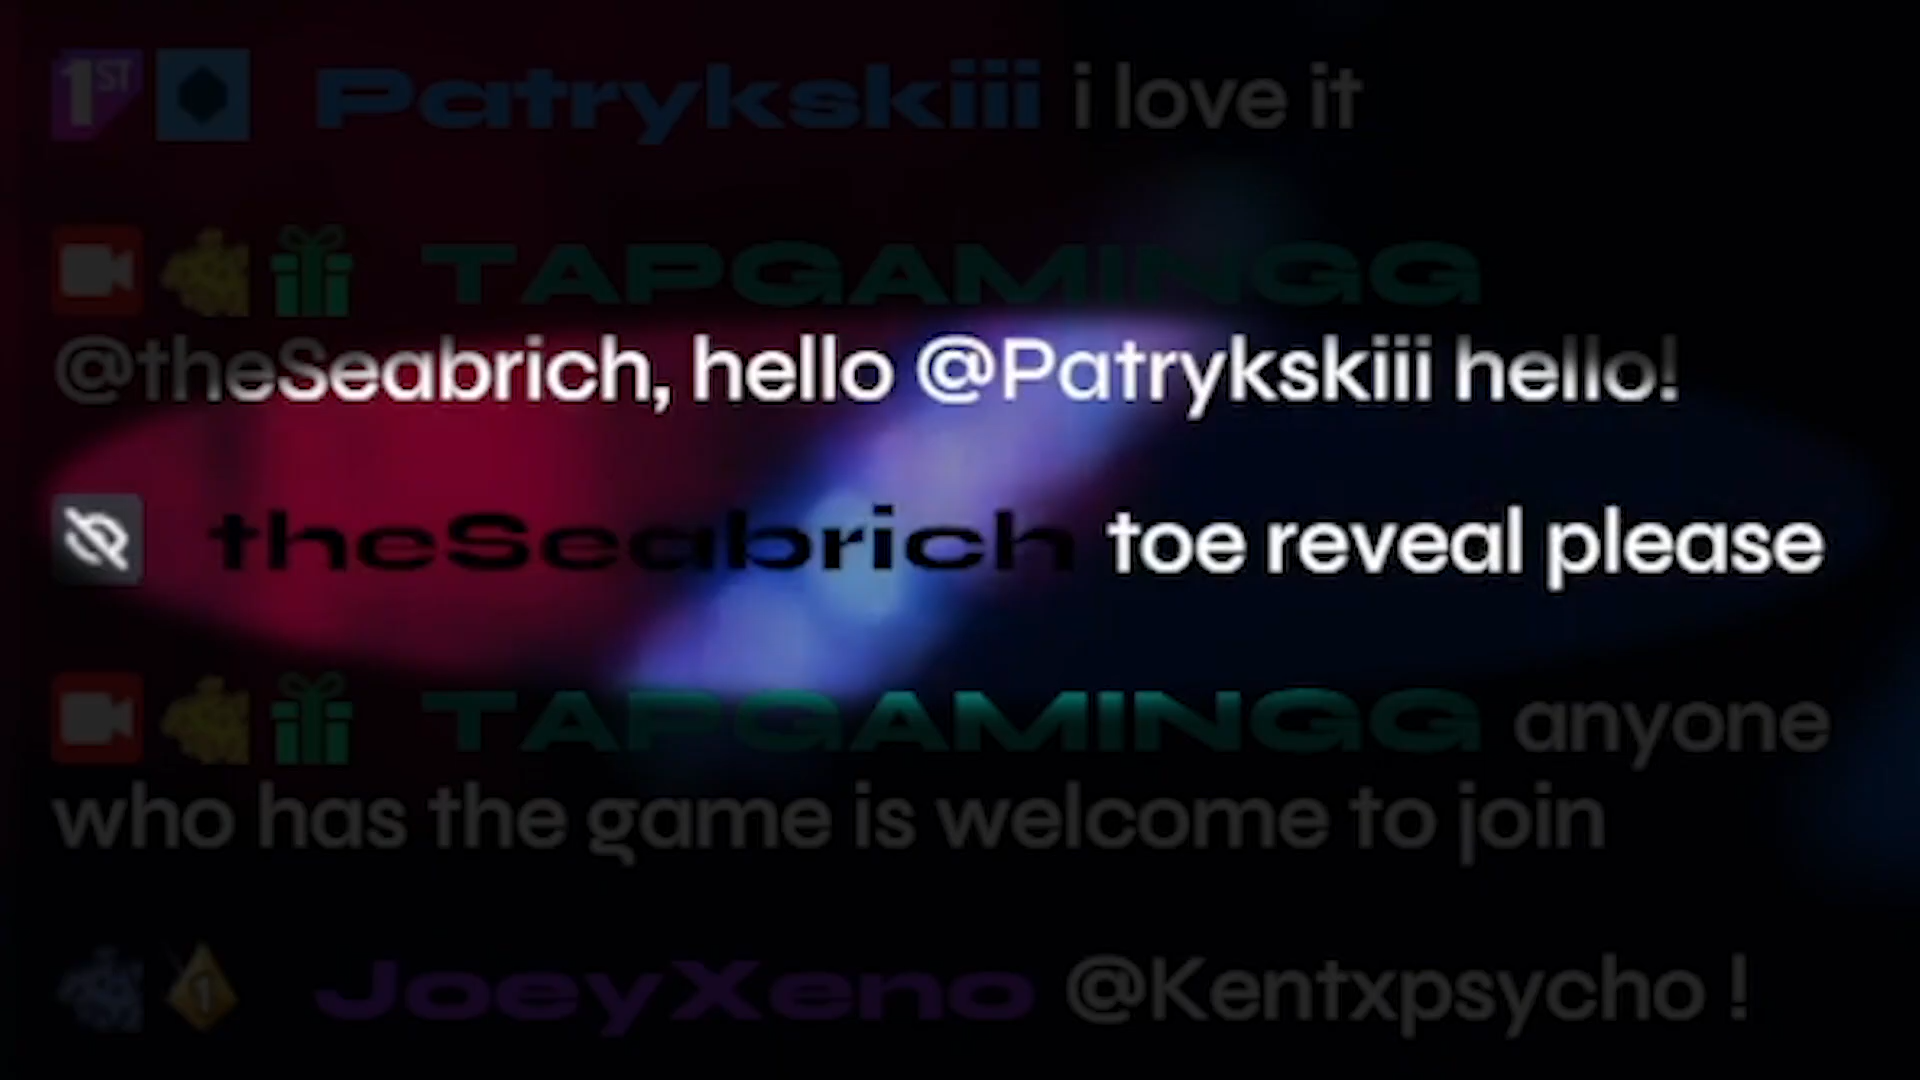 1ST Patrykskiii i love it
TAPGAMINGG
@theSeabrich, hello @Patrykskiii hello!
theSeabrich toe reveal please
TAPGAMINGG anyone
who has the game is welcome to join
1 JoeyXeno @Kentxpsycho !